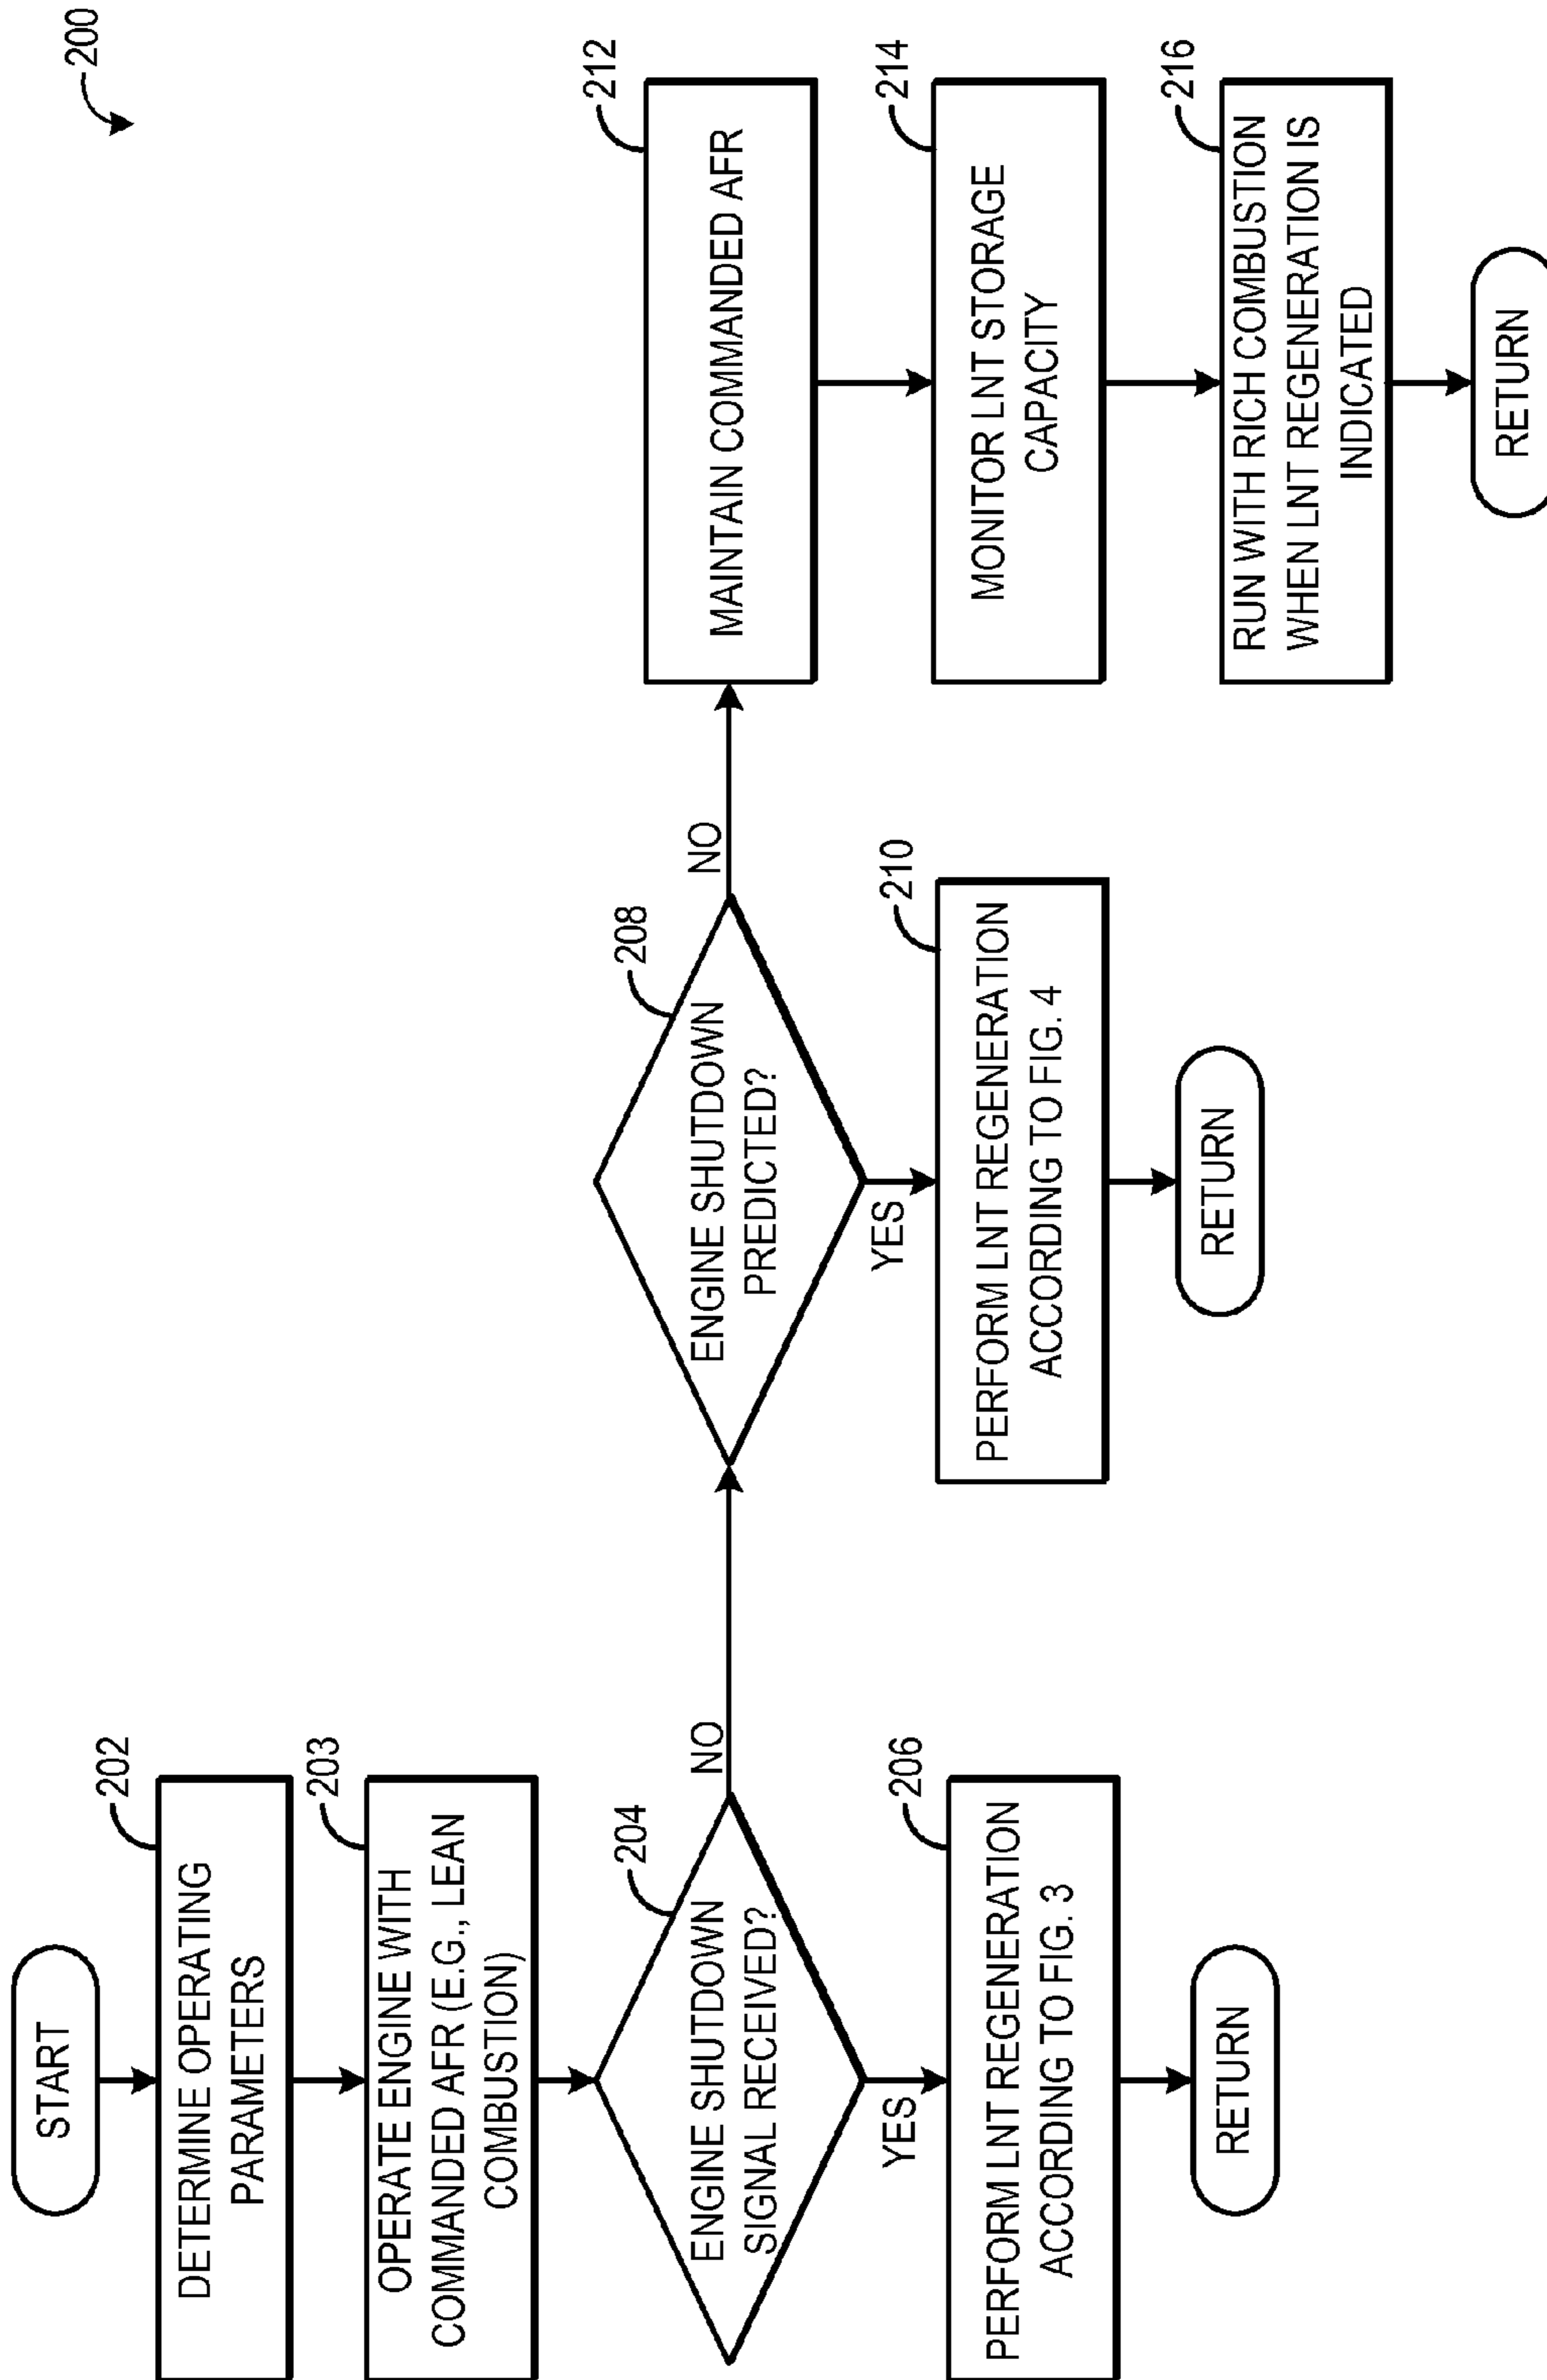 200
START
202
DETERMINE OPERATING
PARAMETERS
203
OPERATE ENGINE WITH
COMMANDED AFR (E.G., LEAN
COMBUSTION)
204
ENGINE SHUTDOWN
SIGNAL RECEIVED?
NO
YES
206
PERFORM LNT REGENERATION
ACCORDING TO FIG. 3
RETURN
208
ENGINE SHUTDOWN
PREDICTED?
NO
YES
210
PERFORM LNT REGENERATION
ACCORDING TO FIG. 4
RETURN
212
MAINTAIN COMMANDED AFR
214
MONITOR LNT STORAGE
CAPACITY
216
RUN WITH RICH COMBUSTION
WHEN LNT REGENERATION IS
INDICATED
RETURN